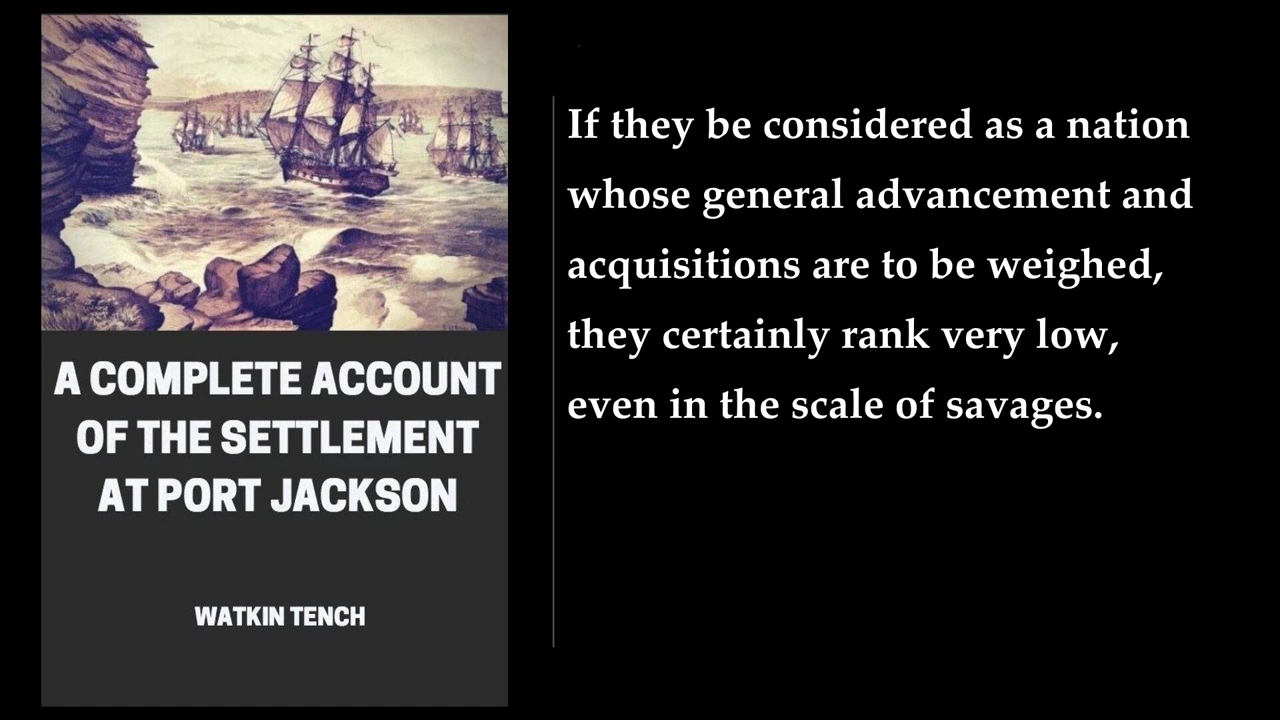 A COMPLETE ACCOUNT
OF THE SETTLEMENT
AT PORT JACKSON
WATKIN TENCH
If they be considered as a nation
whose general advancement and
acquisitions are to be weighed,
they certainly rank very low,
even in the scale of savages.